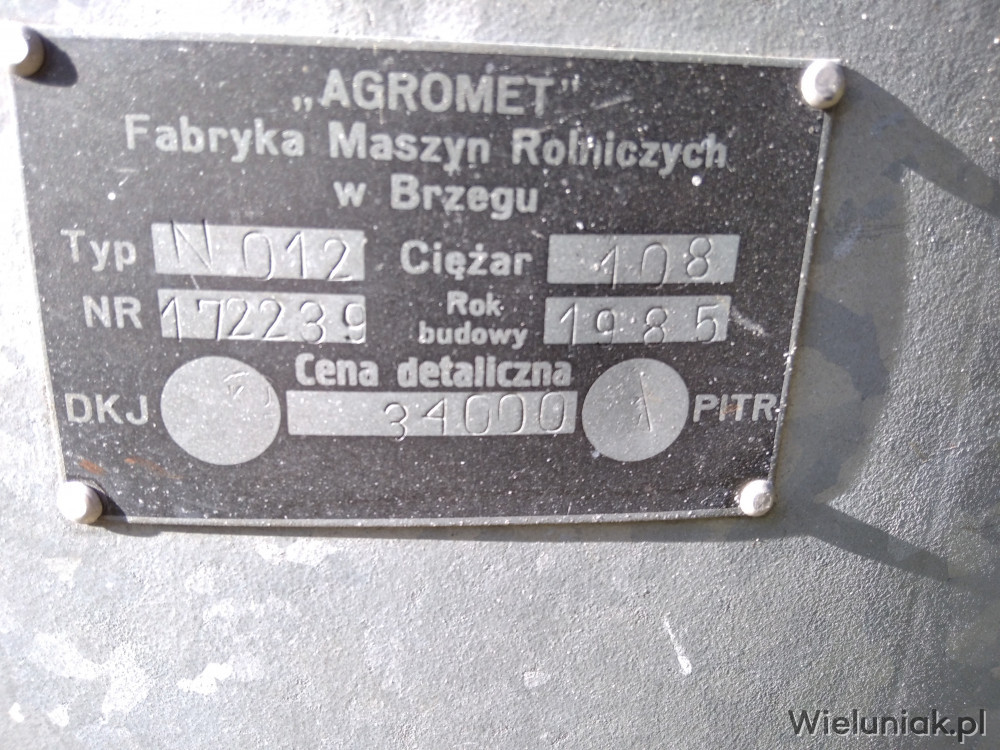 „AGROMET"
Fabryka Maszyn Rolniczych
w Brzegu
Typ N 012 Ciężar 108
NR 172239 Rok budowy 1985
Cena detaliczna
DKJ 34000 PITR
Wieluniak.pl